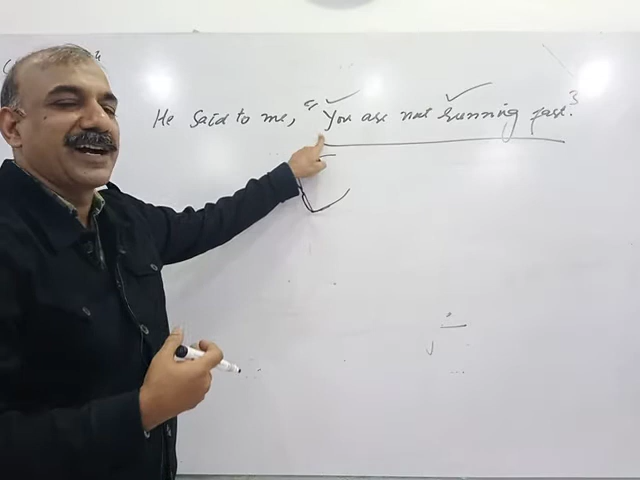 He Said to me, "You are not running fast."